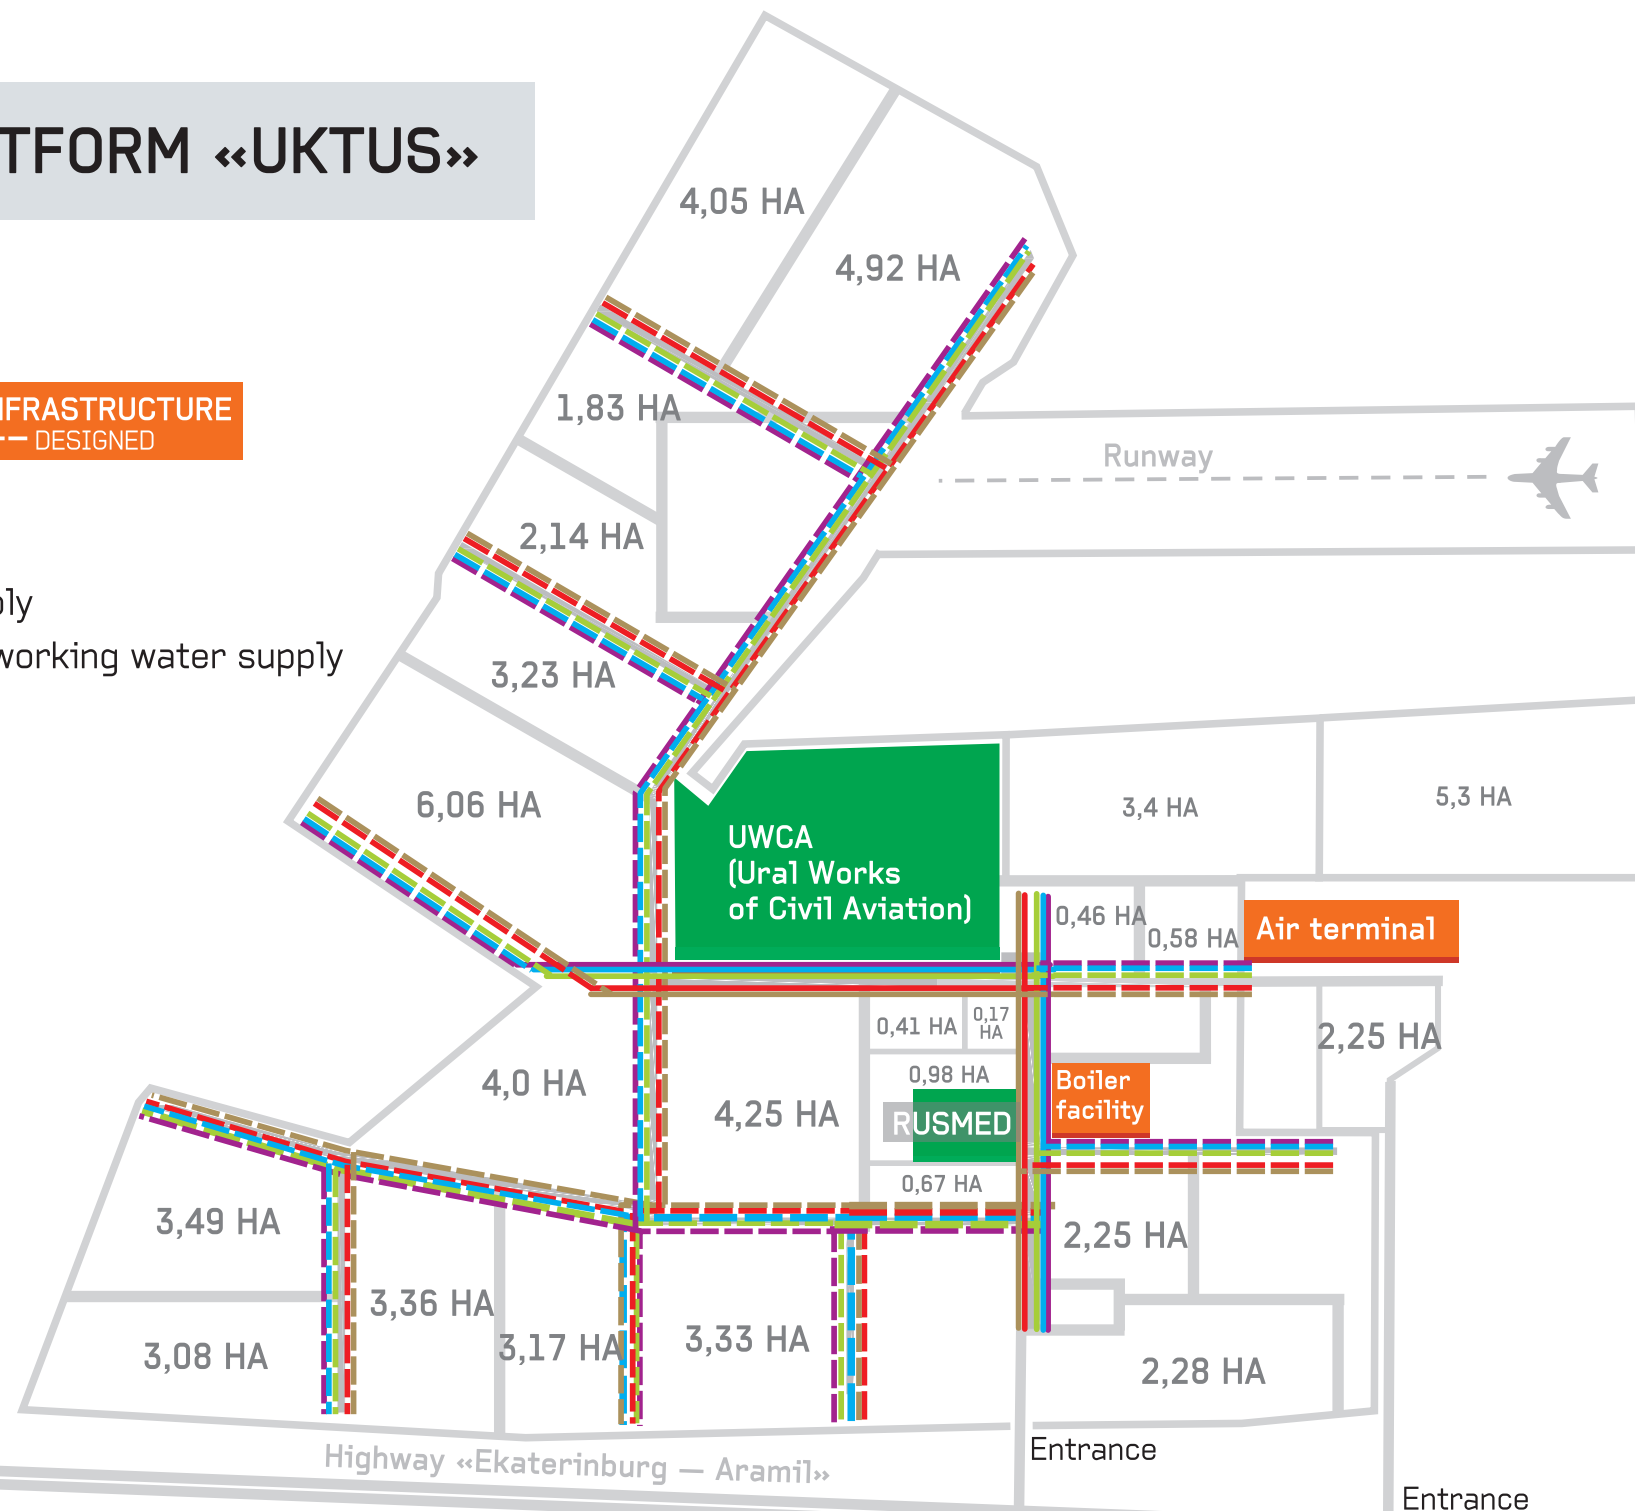 TFORM «UKTUS»
NFRASTRUCTURE
DESIGNED
ply
working water supply
4,05 HA
4,92 HA
1,83 HA
2,14 HA
3,23 HA
6,06 HA
Runway
UWCA
(Ural Works
of Civil Aviation)
3,4 HA
5,3 HA
0,46 HA
0,58 HA
Air terminal
0,41 HA
0,17
HA
2,25 HA
0,98 HA
Boiler
facility
4,0 HA
4,25 HA
RUSMED
0,67 HA
3,49 HA
2,25 HA
3,36 HA
3,17 HA
3,33 HA
3,08 HA
2,28 HA
Highway «Ekaterinburg — Aramil»
Entrance
Entrance